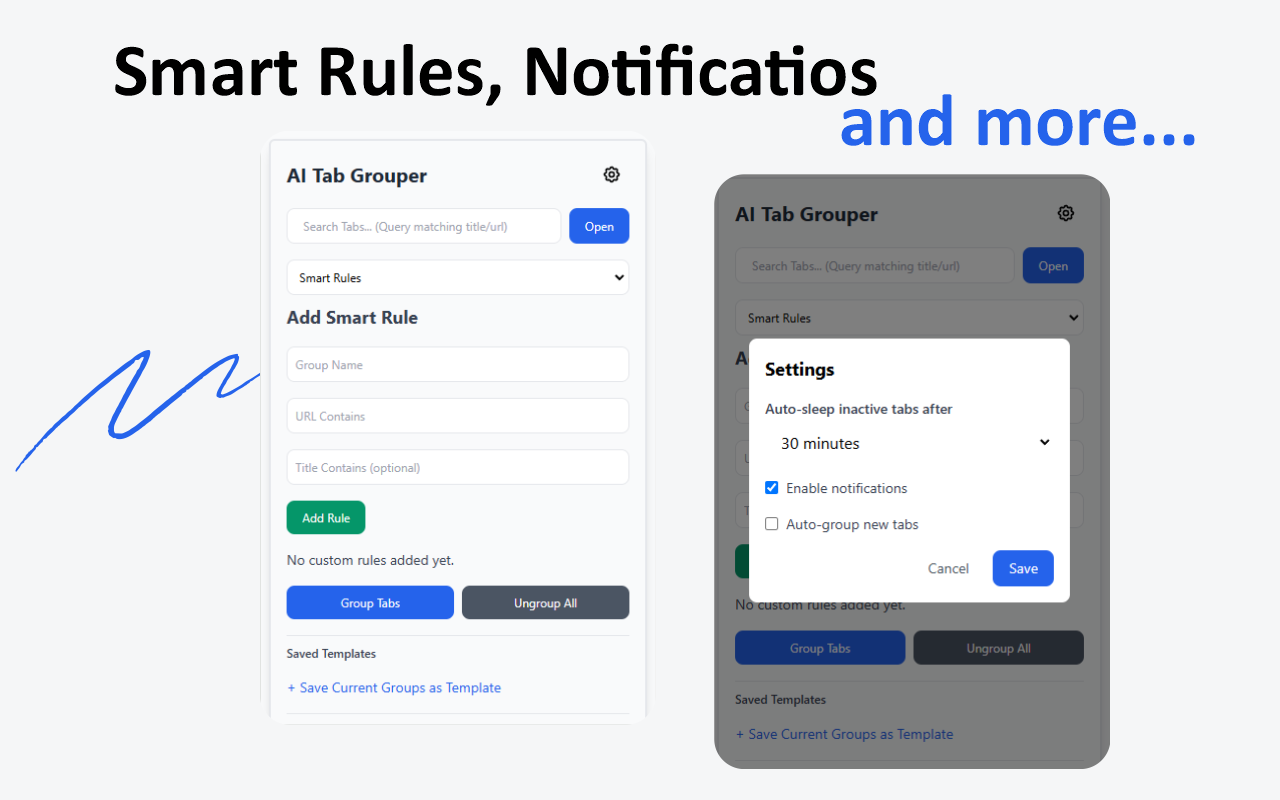 Smart Rules, Notificatios
and more...
AI Tab Grouper
Search Tabs... (Query matching title/url)
Open
Smart Rules
Add Smart Rule
Group Name
URL Contains
Title Contains (optional)
Add Rule
No custom rules added yet.
Group Tabs
Ungroup All
Saved Templates
+ Save Current Groups as Template
AI Tab Grouper
Search Tabs... (Query matching title/url)
Open
Smart Rules
Settings
Auto-sleep inactive tabs after
30 minutes
Enable notifications
Auto-group new tabs
Cancel
Save
No custom rules added yet.
Group Tabs
Ungroup All
Saved Templates
+ Save Current Groups as Template